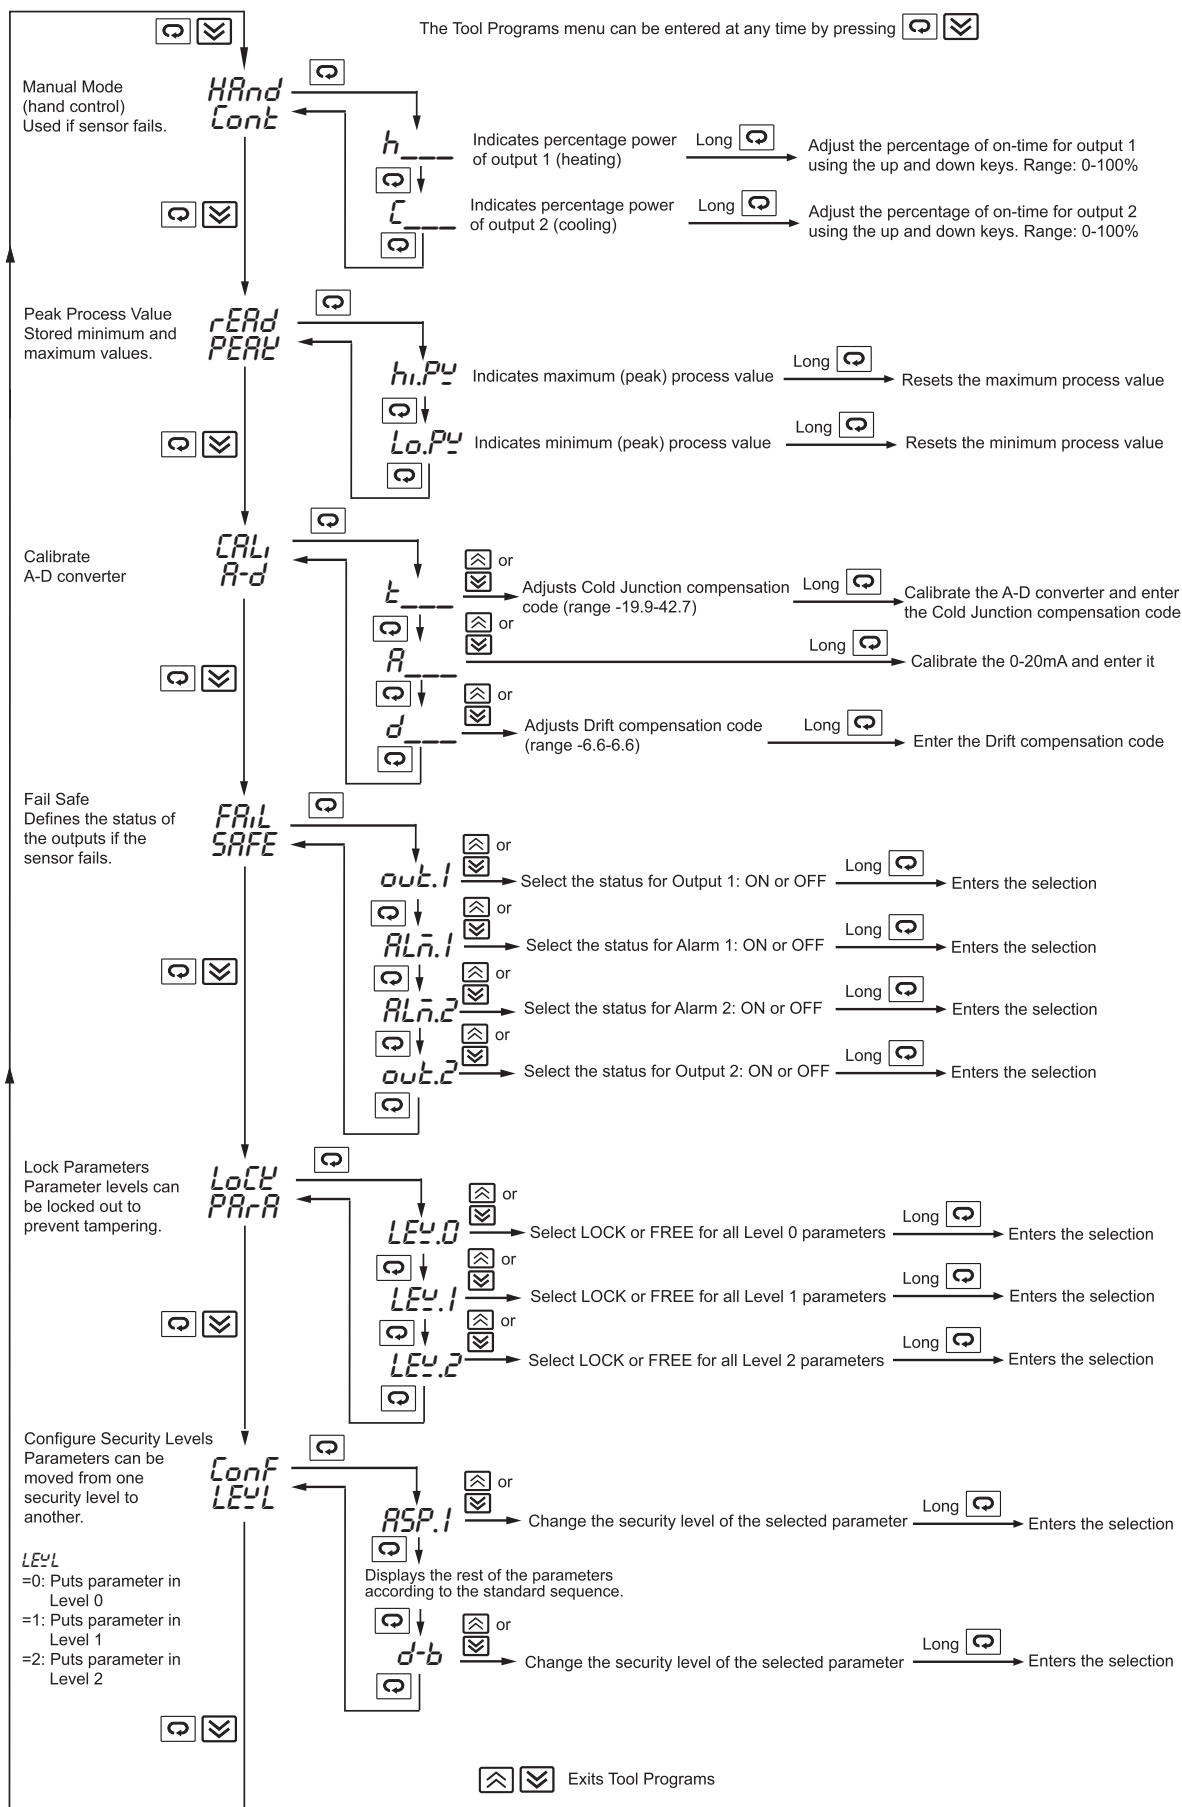 The Tool Programs menu can be entered at any time by pressing
Manual Mode
(hand control)
Used if sensor fails.
HAnd
Cont
h___
Indicates percentage power
of output 1 (heating)
Long
Adjust the percentage of on-time for output 1
using the up and down keys. Range: 0-100%
C___
Indicates percentage power
of output 2 (cooling)
Long
Adjust the percentage of on-time for output 2
using the up and down keys. Range: 0-100%
Peak Process Value
Stored minimum and
maximum values.
rEAd
PEAK
hi.PV
Indicates maximum (peak) process value
Long
Resets the maximum process value
Lo.PV
Indicates minimum (peak) process value
Long
Resets the minimum process value
Calibrate
A-D converter
CALi
A-d
t___
or
Adjusts Cold Junction compensation
code (range -19.9-42.7)
Long
Calibrate the A-D converter and enter
the Cold Junction compensation code
A___
or
Long
Calibrate the 0-20mA and enter it
d___
or
Adjusts Drift compensation code
(range -6.6-6.6)
Long
Enter the Drift compensation code
Fail Safe
Defines the status of
the outputs if the
sensor fails.
FAiL
SAFE
out.1
or
Select the status for Output 1: ON or OFF
Long
Enters the selection
ALM.1
or
Select the status for Alarm 1: ON or OFF
Long
Enters the selection
ALM.2
or
Select the status for Alarm 2: ON or OFF
Long
Enters the selection
out.2
or
Select the status for Output 2: ON or OFF
Long
Enters the selection
Lock Parameters
Parameter levels can
be locked out to
prevent tampering.
LoCK
PArA
LEV.0
or
Select LOCK or FREE for all Level 0 parameters
Long
Enters the selection
LEV.1
or
Select LOCK or FREE for all Level 1 parameters
Long
Enters the selection
LEV.2
or
Select LOCK or FREE for all Level 2 parameters
Long
Enters the selection
Configure Security Levels
Parameters can be
moved from one
security level to
another.
ConF
LEVL
ASP.1
or
Change the security level of the selected parameter
Long
Enters the selection
Displays the rest of the parameters
according to the standard sequence.
LEVL
=0: Puts parameter in
Level 0
=1: Puts parameter in
Level 1
=2: Puts parameter in
Level 2
d-b
or
Change the security level of the selected parameter
Long
Enters the selection
Exits Tool Programs